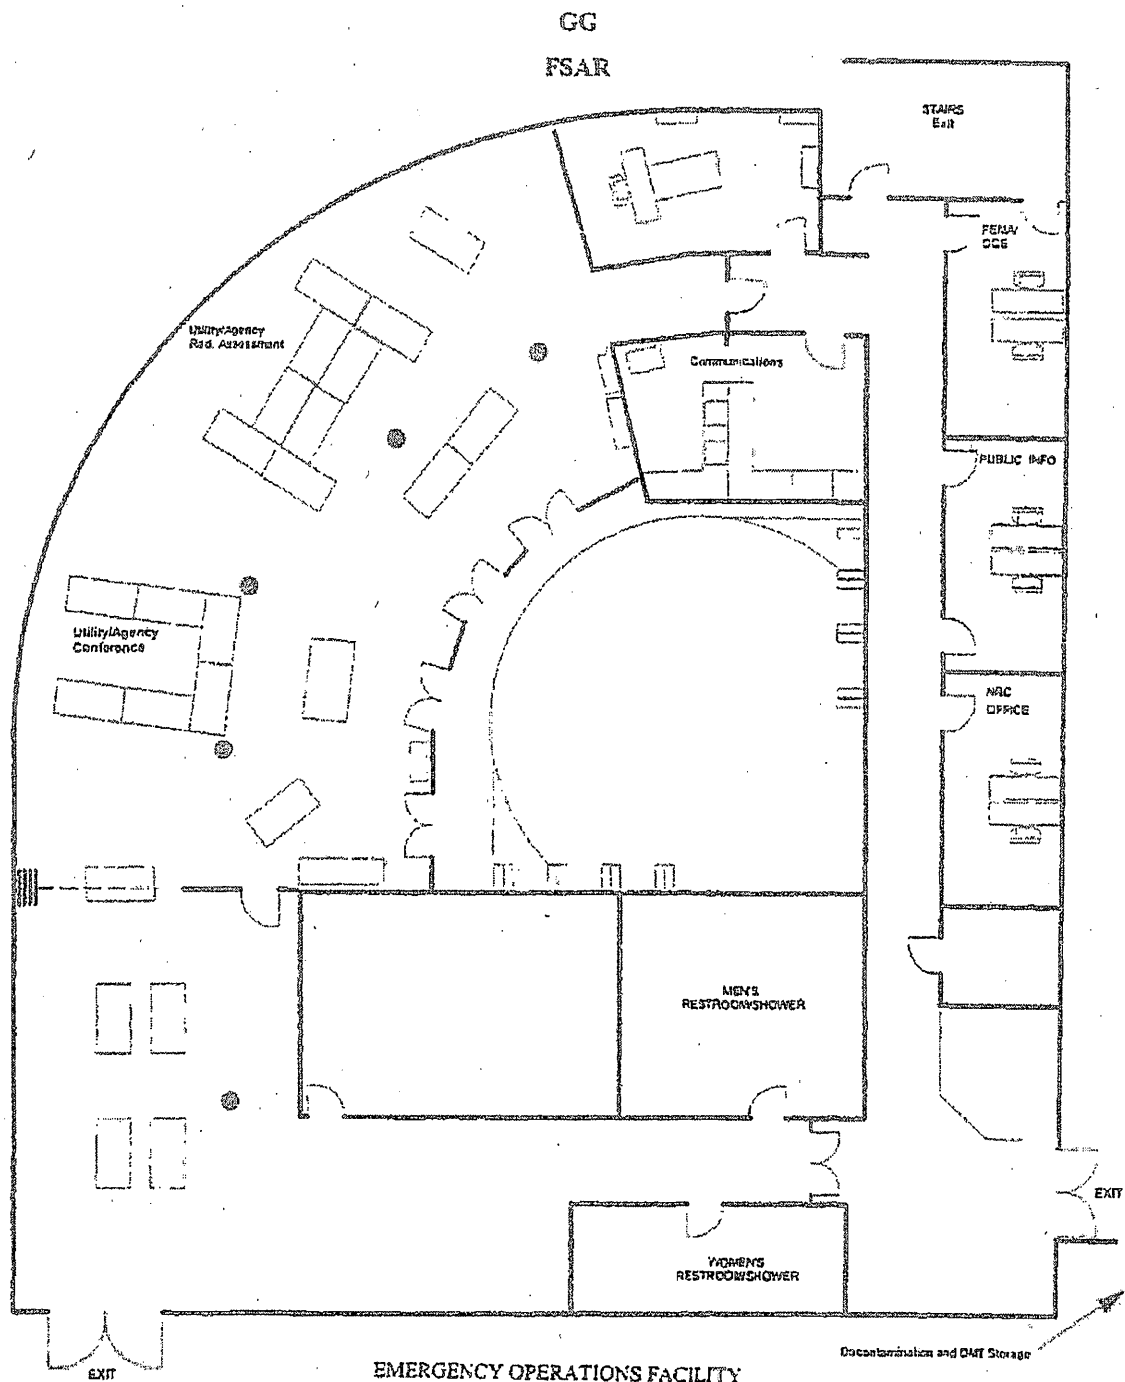 GG
FSAR
STAIRS
Exit
FEMA/
Utility/Agency
Rad. Assessment
Communications
PUBLIC INFO
Utility/Agency
Conference
NRC
OFFICE
MEN'S
RESTROOM/SHOWER
EXIT
WOMEN'S
RESTROOM/SHOWER
Decontamination and OMT Storage
EXIT
EMERGENCY OPERATIONS FACILITY